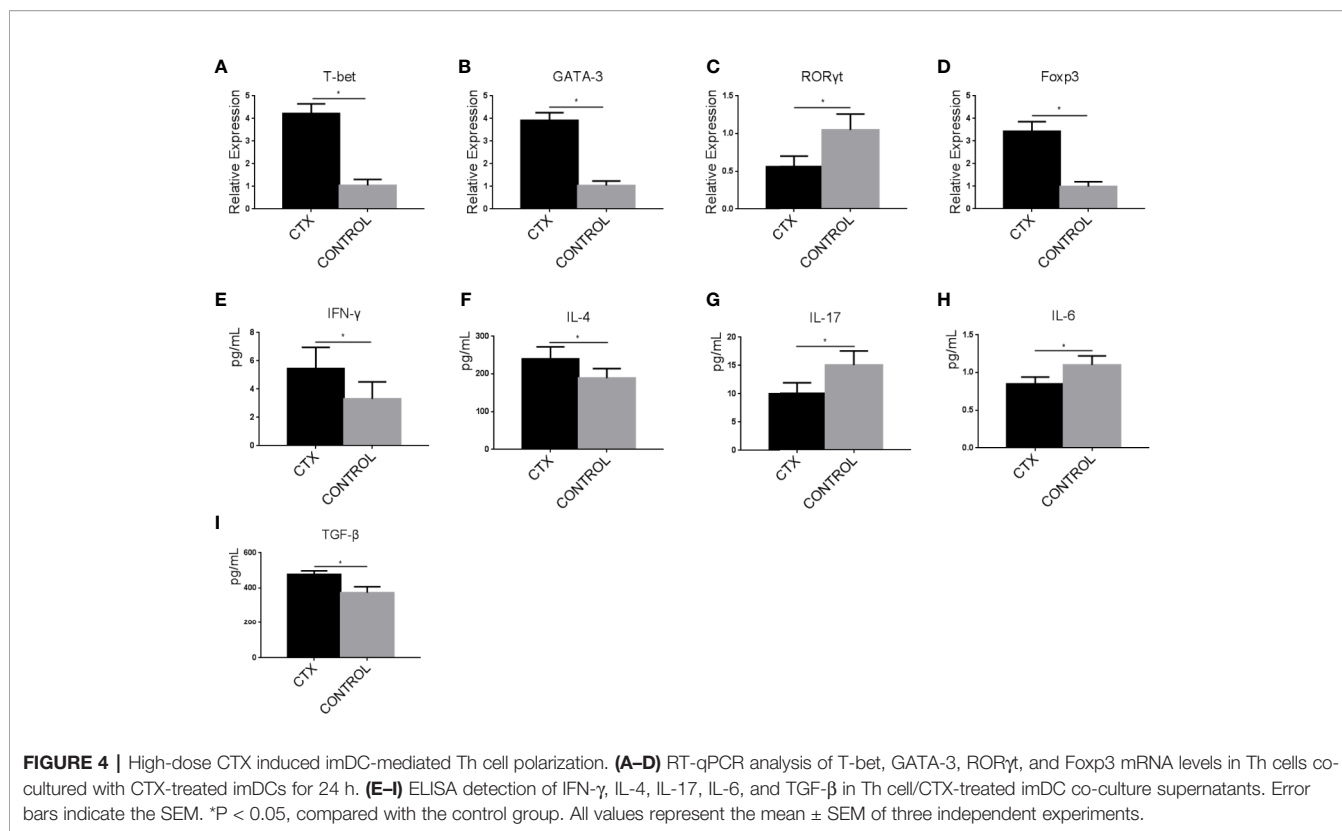 A
T-bet
Relative Expression
5
4
3
2
1
0
*
CTX
CONTROL
B
GATA-3
Relative Expression
5
4
3
2
1
0
*
CTX
CONTROL
C
RORγt
Relative Expression
1.5
1.0
0.5
0.0
*
CTX
CONTROL
D
Foxp3
Relative Expression
5
4
3
2
1
0
*
CTX
CONTROL
E
IFN-γ
pg/mL
8
6
4
2
0
*
CTX
CONTROL
F
IL-4
pg/mL
300
200
100
0
*
CTX
CONTROL
G
IL-17
pg/mL
20
15
10
5
0
*
CTX
CONTROL
H
IL-6
pg/mL
1.5
1.0
0.5
0.0
*
CTX
CONTROL
I
TGF-β
pg/mL
600
400
200
0
*
CTX
CONTROL
FIGURE 4 | High-dose CTX induced imDC-mediated Th cell polarization. (A–D) RT-qPCR analysis of T-bet, GATA-3, RORγt, and Foxp3 mRNA levels in Th cells co-
cultured with CTX-treated imDCs for 24 h. (E–I) ELISA detection of IFN-γ, IL-4, IL-17, IL-6, and TGF-β in Th cell/CTX-treated imDC co-culture supernatants. Error
bars indicate the SEM. *P < 0.05, compared with the control group. All values represent the mean ± SEM of three independent experiments.